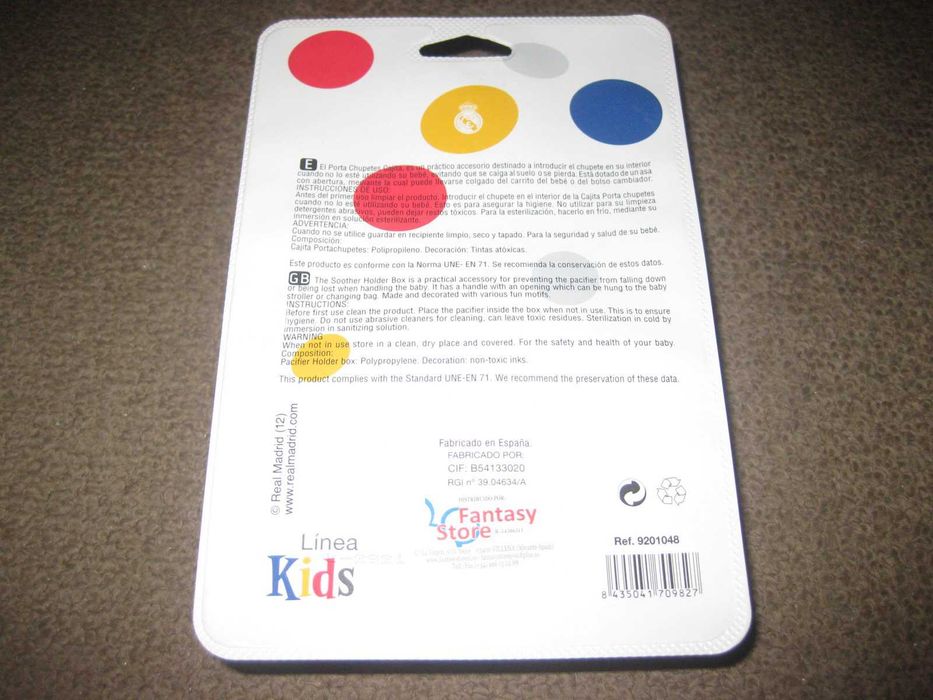 E El Porta Chupetes Cajita, es un práctico accesorio destinado a introducir el chupete en su interior
cuando no lo esté utilizando su bebé, evitando que se caiga al suelo o se pierda. Está dotado de un asa
con abertura, mediante la cual puede llevarse colgado del carrito del bebé o del bolso cambiador.
INSTRUCCIONES DE USO:
Antes del primer uso limpiar el producto. Introducir el chupete en el interior de la Cajita Porta chupetes
cuando no lo esté utilizando su bebé. Esto es para asegurar la higiene. No utilizar para su limpieza
detergentes abrasivos, pueden dejar restos tóxicos. Para la esterilización, hacerlo en frío, mediante su
inmersión en solución esterilizante.
ADVERTENCIA:
Cuando no se utilice guardar en recipiente limpio, seco y tapado. Para la seguridad y salud de su bebé.
Composición:
Cajita Portachupetes: Polipropileno. Decoración: Tintas atóxicas.
Este producto es conforme con la Norma UNE- EN 71. Se recomienda la conservación de estos datos.
GB The Soother Holder Box is a practical accessory for preventing the pacifier from falling down
or being lost when handling the baby. It has a handle with an opening which can be hung to the baby
stroller or changing bag. Made and decorated with various fun motifs.
INSTRUCTIONS:
Before first use clean the product. Place the pacifier inside the box when not in use. This is to ensure
hygiene. Do not use abrasive cleaners for cleaning, can leave toxic residues. Sterilization in cold by
immersion in sanitizing solution.
WARNING
When not in use store in a clean, dry place and covered. For the safety and health of your baby.
Composition:
Pacifier Holder box: Polypropylene. Decoration: non-toxic inks.
This product complies with the Standard UNE-EN 71. We recommend the preservation of these data.
© Real Madrid (12)
www.realmadrid.com
Fabricado en España.
FABRICADO POR:
CIF: B54133020
RGI nº 39.04634/A
DISTRIBUIDO POR:
Fantasy
Store
Línea
Kids
Ref. 9201048
8 435041 709827